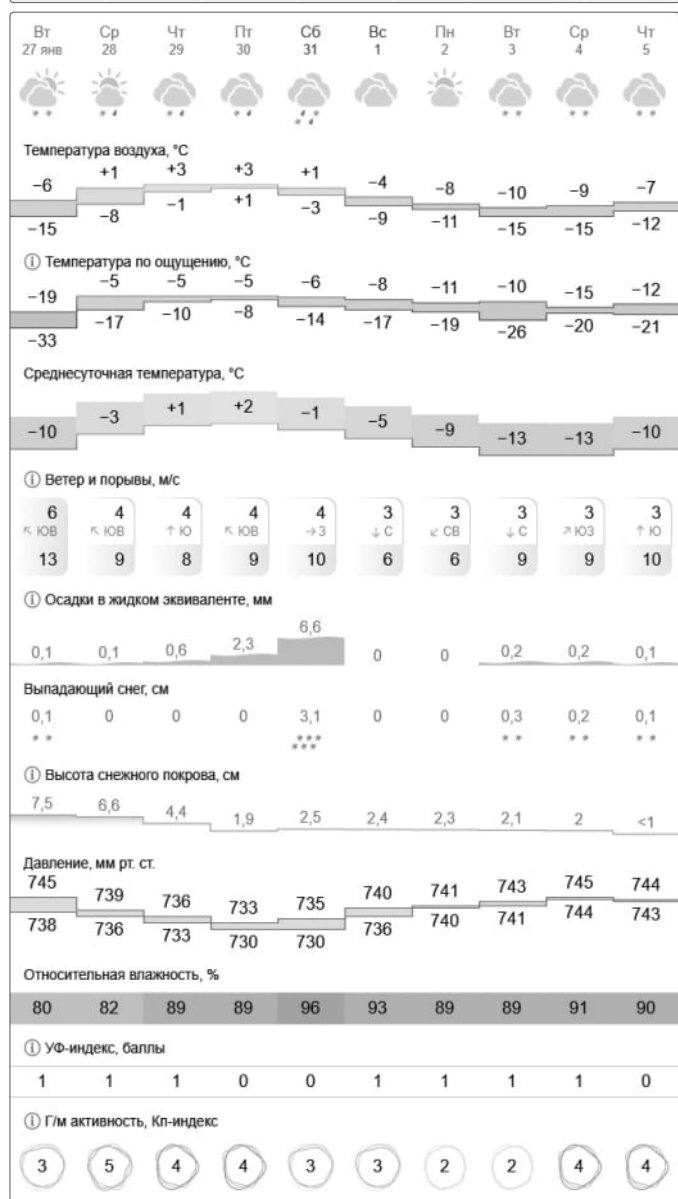 Вт Ср Чт Пт Сб Вс Пн Вт Ср Чт
27 янв 28 29 30 31 1 2 3 4 5
Температура воздуха, °C
−6 +1 +3 +3 +1 −4 −8 −10 −9 −7
−15 −8 −1 +1 −3 −9 −11 −15 −15 −12
Температура по ощущению, °C
−19 −5 −5 −5 −6 −8 −11 −10 −15 −12
−33 −17 −10 −8 −14 −17 −19 −26 −20 −21
Среднесуточная температура, °C
−10 −3 +1 +2 −1 −5 −9 −13 −13 −10
Ветер и порывы, м/с
6 4 4 4 4 3 3 3 3 3
↖ ЮВ ↖ ЮВ ↑ Ю ↖ ЮВ → З ↓ С ↙ СВ ↓ С ↗ ЮЗ ↑ Ю
13 9 8 9 10 6 6 9 9 10
Осадки в жидком эквиваленте, мм
0,1 0,1 0,6 2,3 6,6 0 0 0,2 0,2 0,1
Выпадающий снег, см
0,1 0 0 0 3,1 0 0 0,3 0,2 0,1
Высота снежного покрова, см
7,5 6,6 4,4 1,9 2,5 2,4 2,3 2,1 2 <1
Давление, мм рт. ст.
745 739 736 733 735 740 741 743 745 744
738 736 733 730 730 736 740 741 744 743
Относительная влажность, %
80 82 89 89 96 93 89 89 91 90
УФ-индекс, баллы
1 1 1 0 0 1 1 1 1 0
Г/м активность, Кп-индекс
3 5 4 4 3 3 2 2 4 4